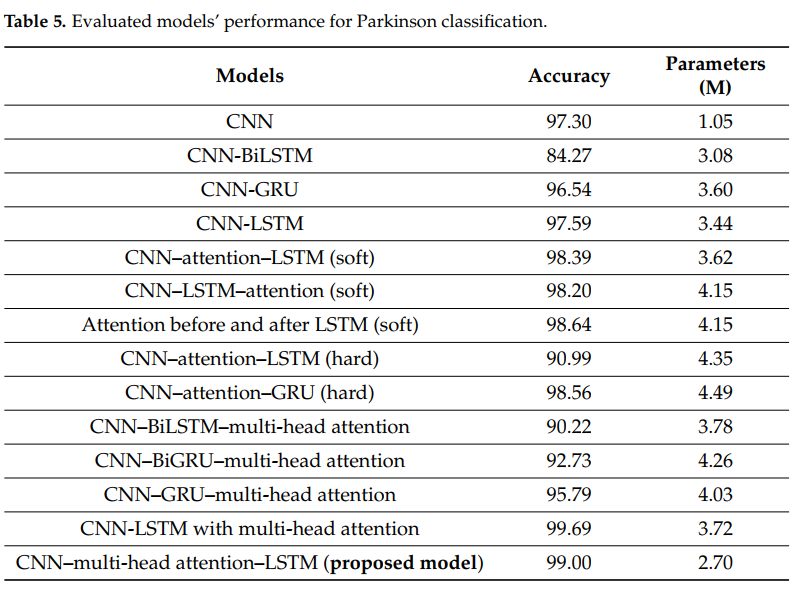 Table 5. Evaluated models' performance for Parkinson classification.
Models Accuracy Parameters (M)
CNN 97.30 1.05
CNN-BiLSTM 84.27 3.08
CNN-GRU 96.54 3.60
CNN-LSTM 97.59 3.44
CNN–attention–LSTM (soft) 98.39 3.62
CNN–LSTM–attention (soft) 98.20 4.15
Attention before and after LSTM (soft) 98.64 4.15
CNN–attention–LSTM (hard) 90.99 4.35
CNN–attention–GRU (hard) 98.56 4.49
CNN–BiLSTM–multi-head attention 90.22 3.78
CNN–BiGRU–multi-head attention 92.73 4.26
CNN–GRU–multi-head attention 95.79 4.03
CNN-LSTM with multi-head attention 99.69 3.72
CNN–multi-head attention–LSTM (proposed model) 99.00 2.70